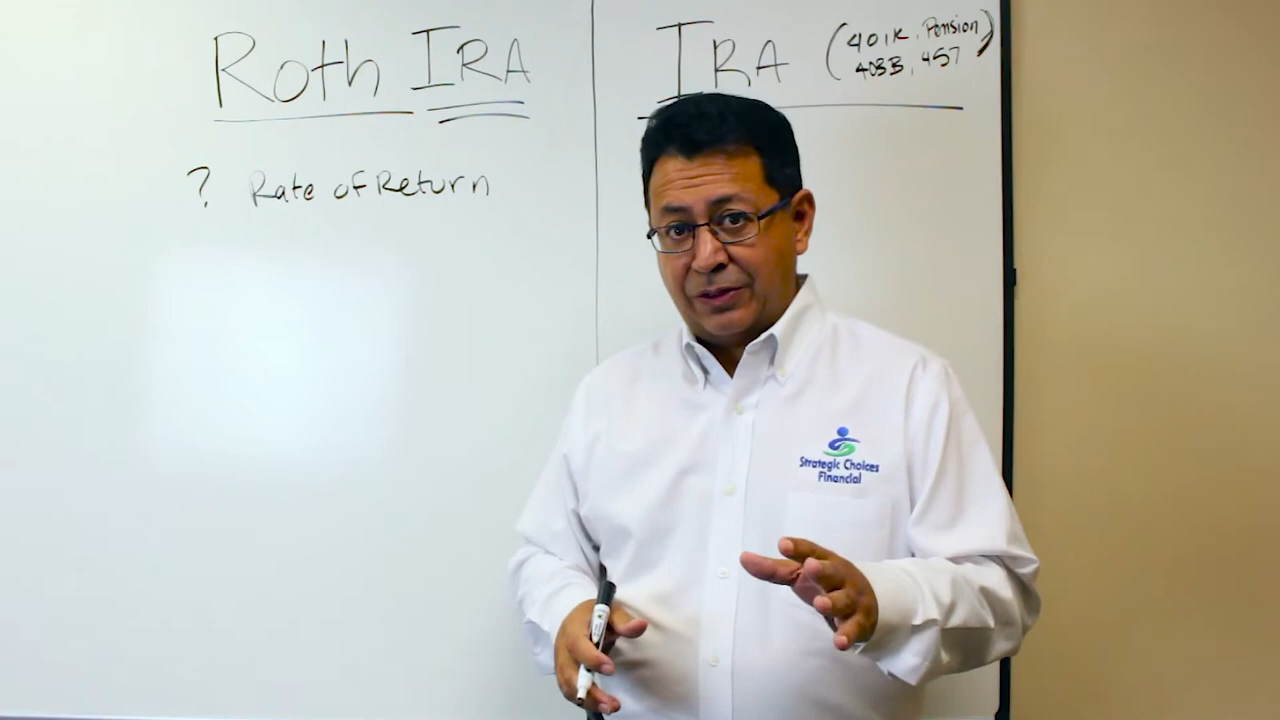 Roth IRA
? Rate of Return
IRA (401K, Pension)
403B, 457
Strategic Choices
Financial